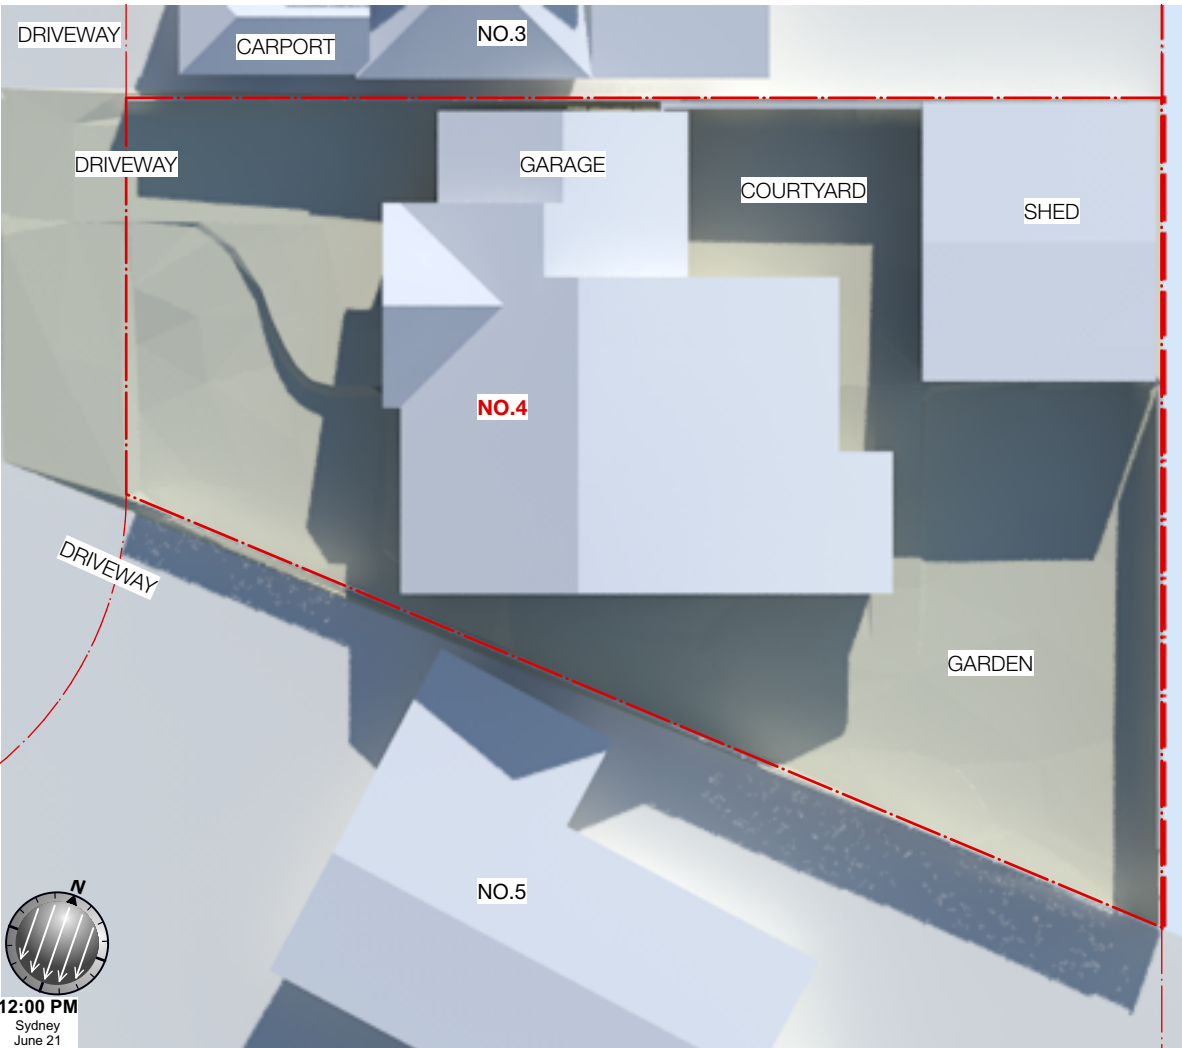 DRIVEWAY
CARPORT
NO.3
DRIVEWAY
GARAGE
COURTYARD
SHED
NO.4
DRIVEWAY
GARDEN
NO.5
N
12:00 PM
Sydney
June 21